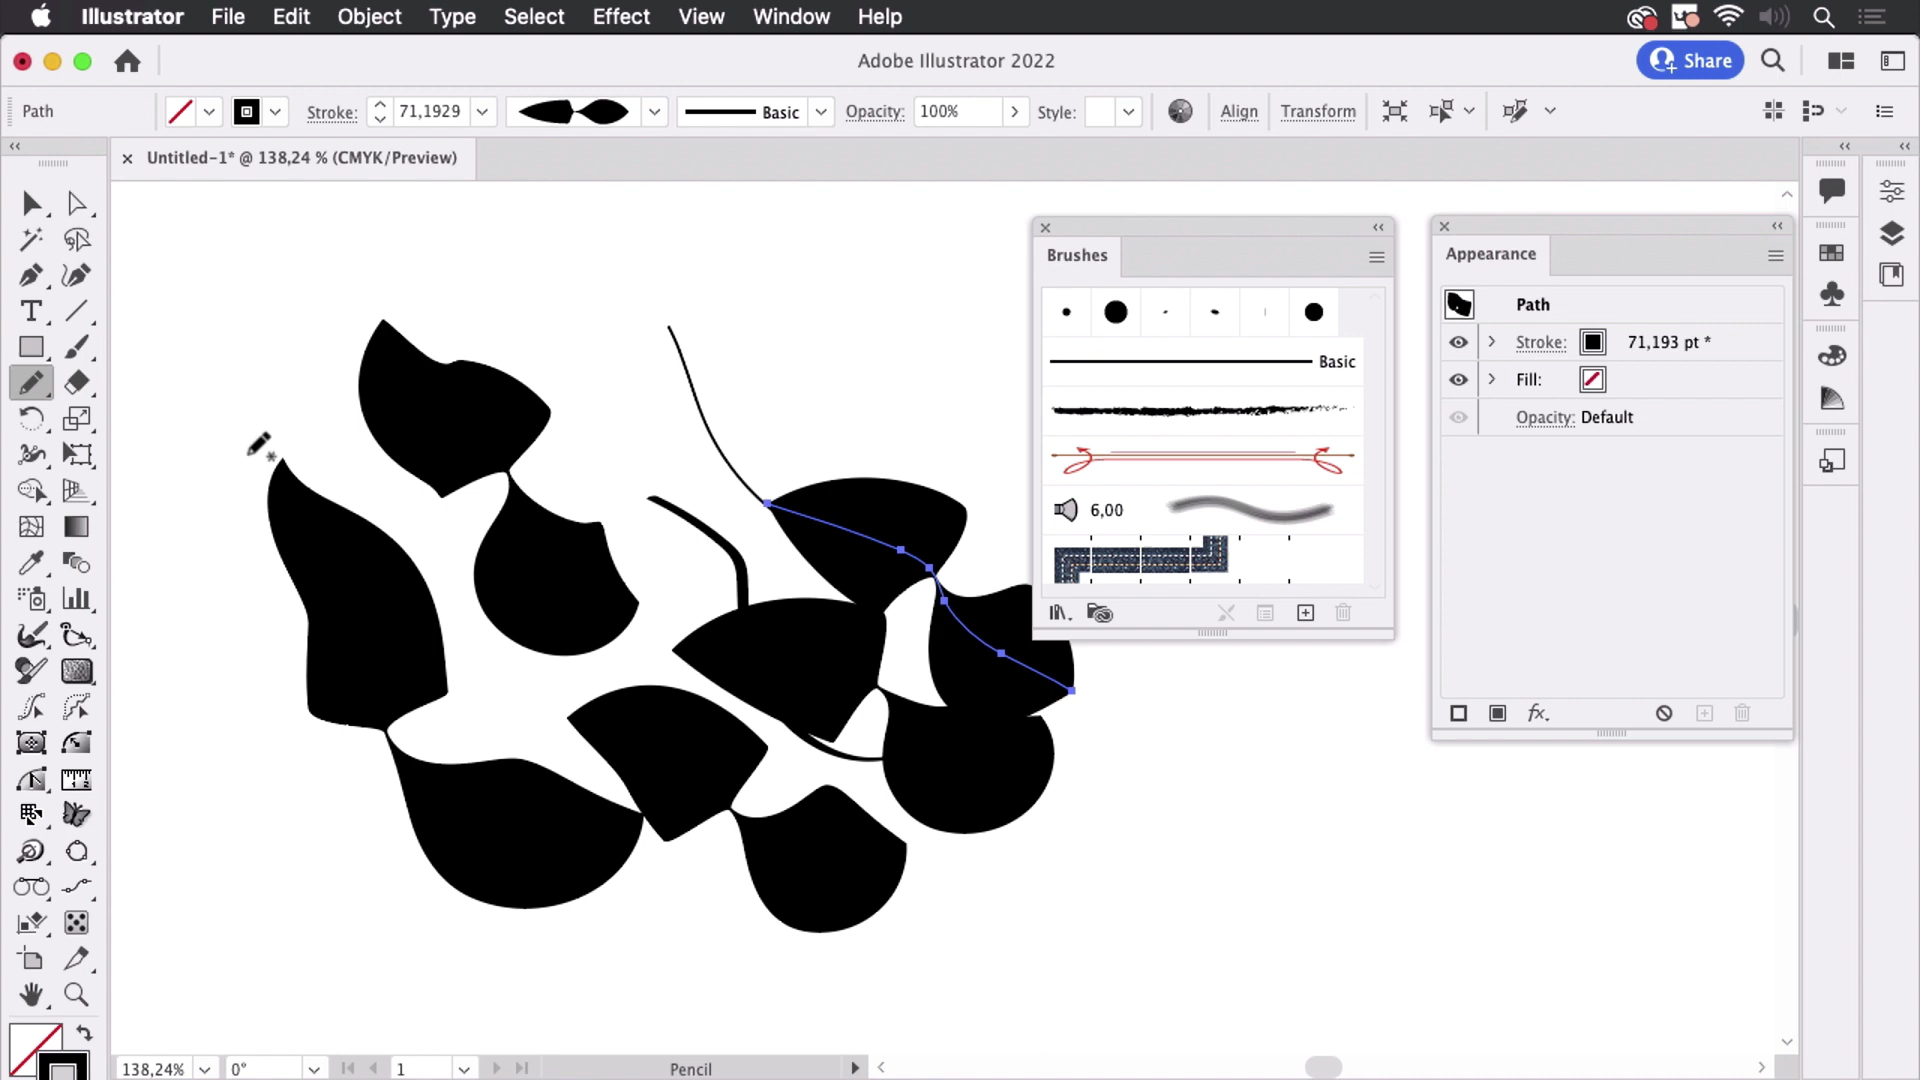 Illustrator File Edit Object Type Select Effect View Window Help
Adobe Illustrator 2022
Share
Path
Stroke: 71,1929
Basic
Opacity: 100%
Style:
Align
Transform
Untitled-1* @ 138,24 % (CMYK/Preview)
Brushes
Basic
6,00
Appearance
Path
Stroke: 71,193 pt *
Fill:
Opacity: Default
fx.
138,24%
0°
1
Pencil